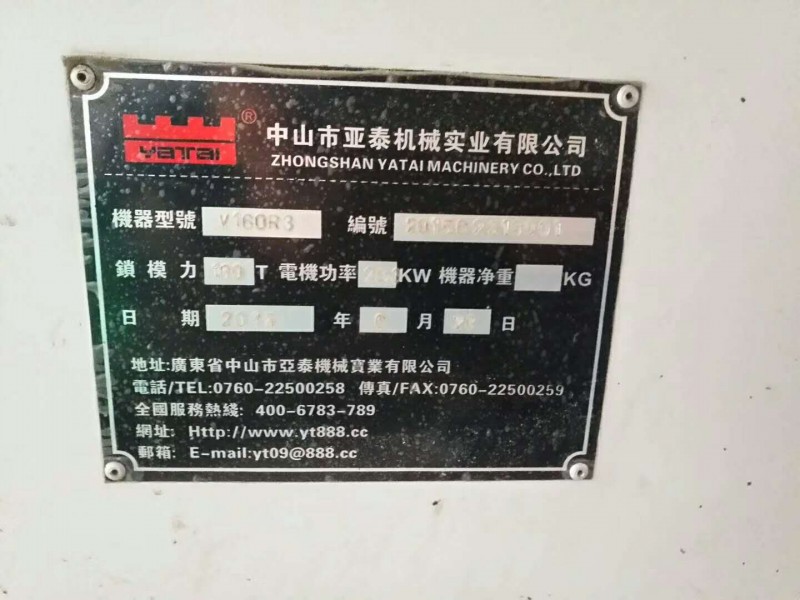 YATAI ®
中山市亚泰机械实业有限公司
ZHONGSHAN YATAI MACHINERY CO.,LTD
機器型號 V160R3 編號
鎖模力 T 電機功率 KW 機器净重 KG
日期 2015 年 月 日
地址:廣東省中山市亞泰機械實業有限公司
電話/TEL:0760-22500258 傳真/FAX:0760-22500259
全國服務熱綫: 400-6783-789
網址: Http://www.yt888.cc
郵箱: E-mail:yt09@888.cc